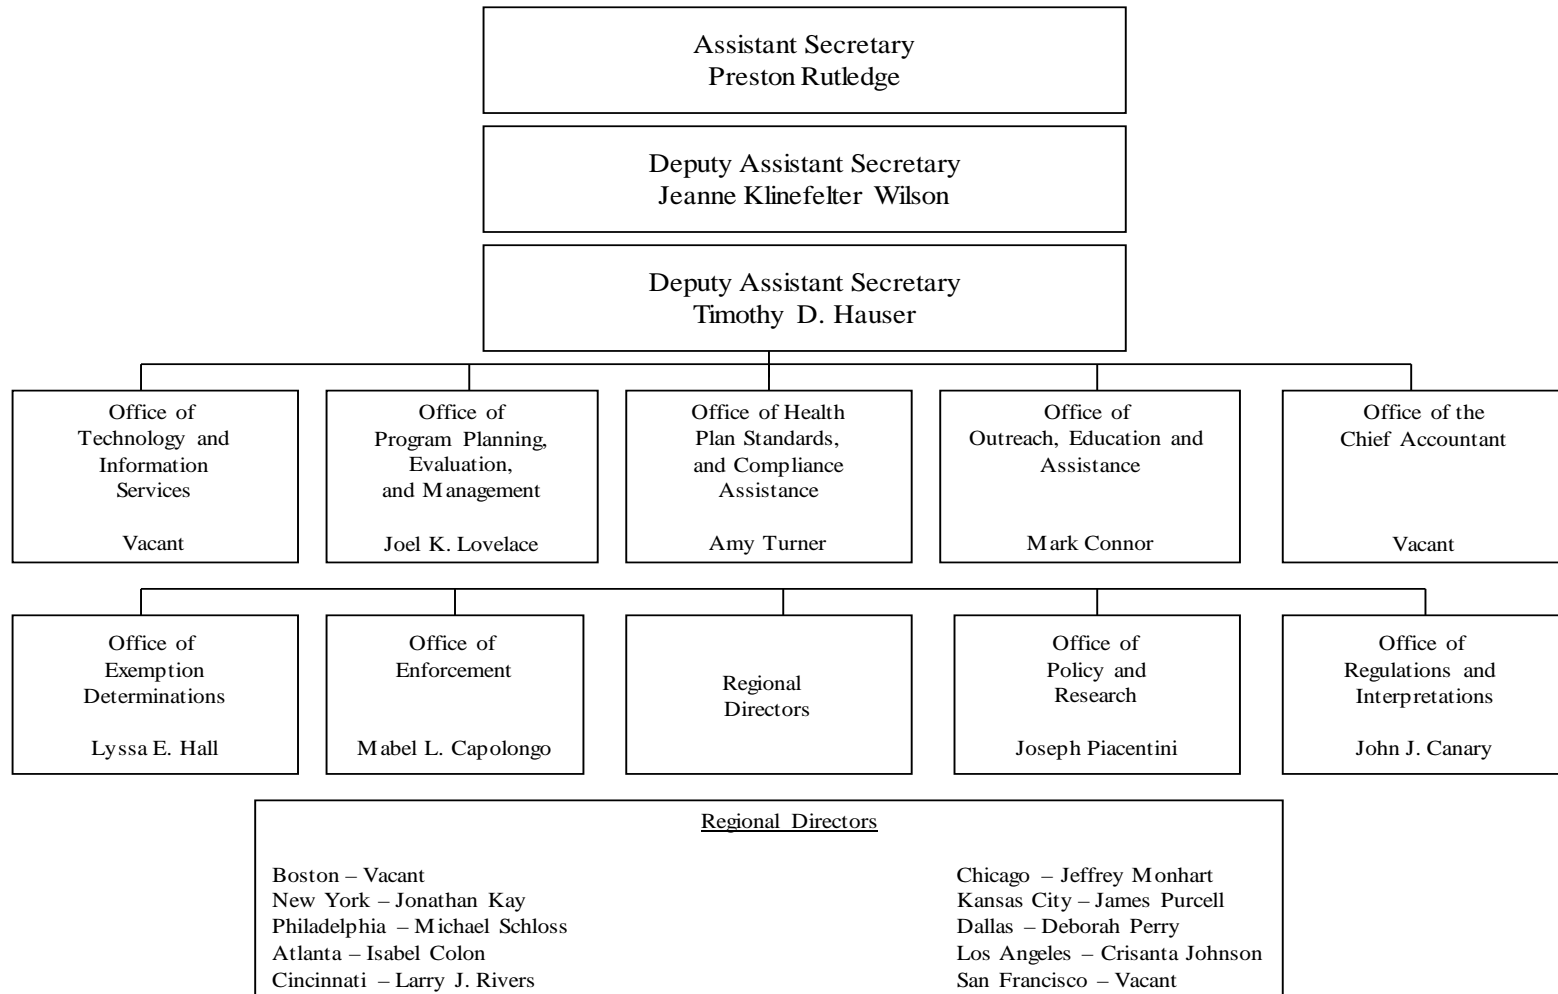 Assistant Secretary
Preston Rutledge
Deputy Assistant Secretary
Jeanne Klinefelter Wilson
Deputy Assistant Secretary
Timothy D. Hauser
Office of
Technology and
Information
Services
Vacant
Office of
Program Planning,
Evaluation,
and Management
Joel K. Lovelace
Office of Health
Plan Standards,
and Compliance
Assistance
Amy Turner
Office of
Outreach, Education and
Assistance
Mark Connor
Office of the
Chief Accountant
Vacant
Office of
Exemption
Determinations
Lyssa E. Hall
Office of
Enforcement
Mabel L. Capolongo
Regional
Directors
Office of
Policy and
Research
Joseph Piacentini
Office of
Regulations and
Interpretations
John J. Canary
Regional Directors
Boston – Vacant
New York – Jonathan Kay
Philadelphia – Michael Schloss
Atlanta – Isabel Colon
Cincinnati – Larry J. Rivers
Chicago – Jeffrey Monhart
Kansas City – James Purcell
Dallas – Deborah Perry
Los Angeles – Crisanta Johnson
San Francisco – Vacant